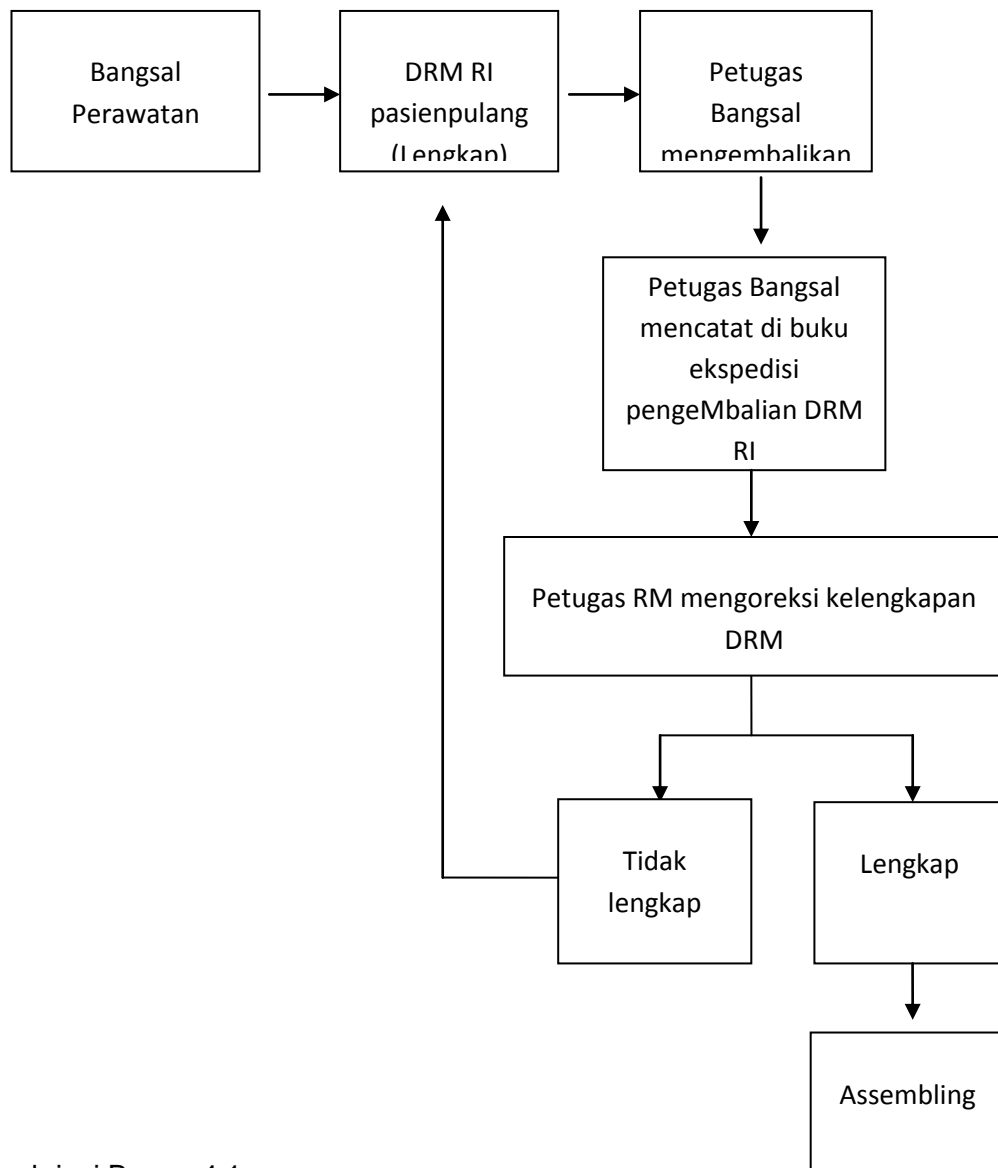 Bangsal
Perawatan
DRM RI
pasienpulang
(Lengkap)
Petugas
Bangsal
mengembalikan
Petugas Bangsal
mencatat di buku
ekspedisi
pengeMbalian DRM
RI
Petugas RM mengoreksi kelengkapan
DRM
Tidak
lengkap
Lengkap
Assembling